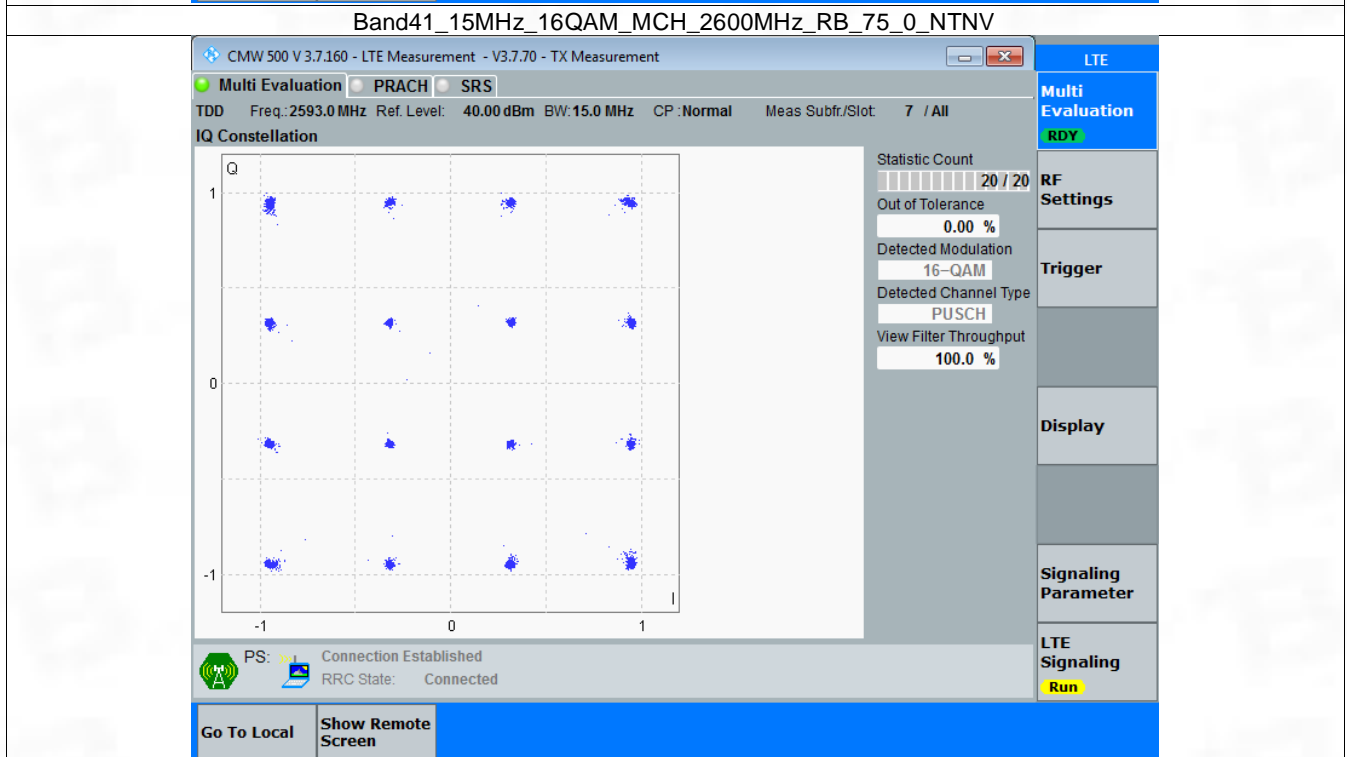 Band41_15MHz_16QAM_MCH_2600MHz_RB_75_0_NTNV
CMW 500 V 3.7.160 - LTE Measurement - V3.7.70 - TX Measurement
LTE
Multi Evaluation PRACH SRS
TDD Freq.: 2593.0 MHz Ref. Level: 40.00 dBm BW: 15.0 MHz CP : Normal Meas Subfr./Slot: 7 / All
IQ Constellation
Q
1
0
-1
I
-1 0 1
Statistic Count
20 / 20
Out of Tolerance
0.00 %
Detected Modulation
16-QAM
Detected Channel Type
PUSCH
View Filter Throughput
100.0 %
Multi
Evaluation
RDY
RF
Settings
Trigger
Display
Signaling
Parameter
LTE
Signaling
Run
PS: Connection Established
RRC State: Connected
Go To Local
Show Remote
Screen